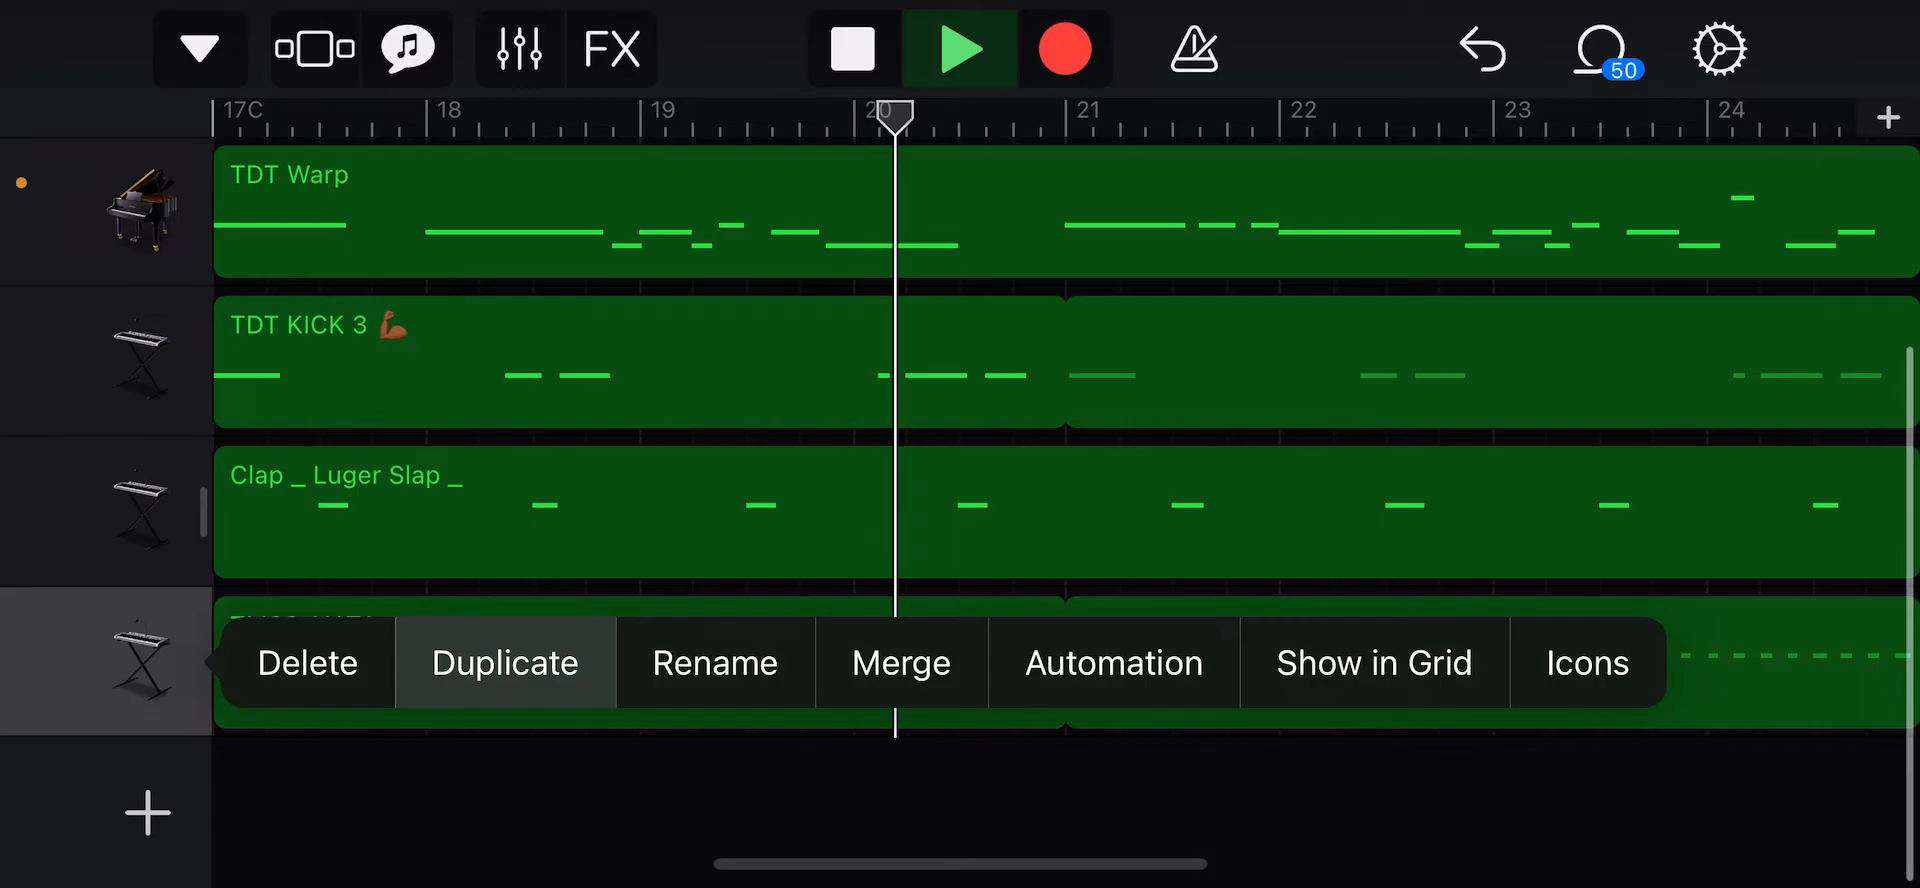 FX
50
17C 18 19 20 21 22 23 24
TDT Warp
TDT KICK 3 💪🏾
Clap _ Luger Slap _
Delete Duplicate Rename Merge Automation Show in Grid Icons